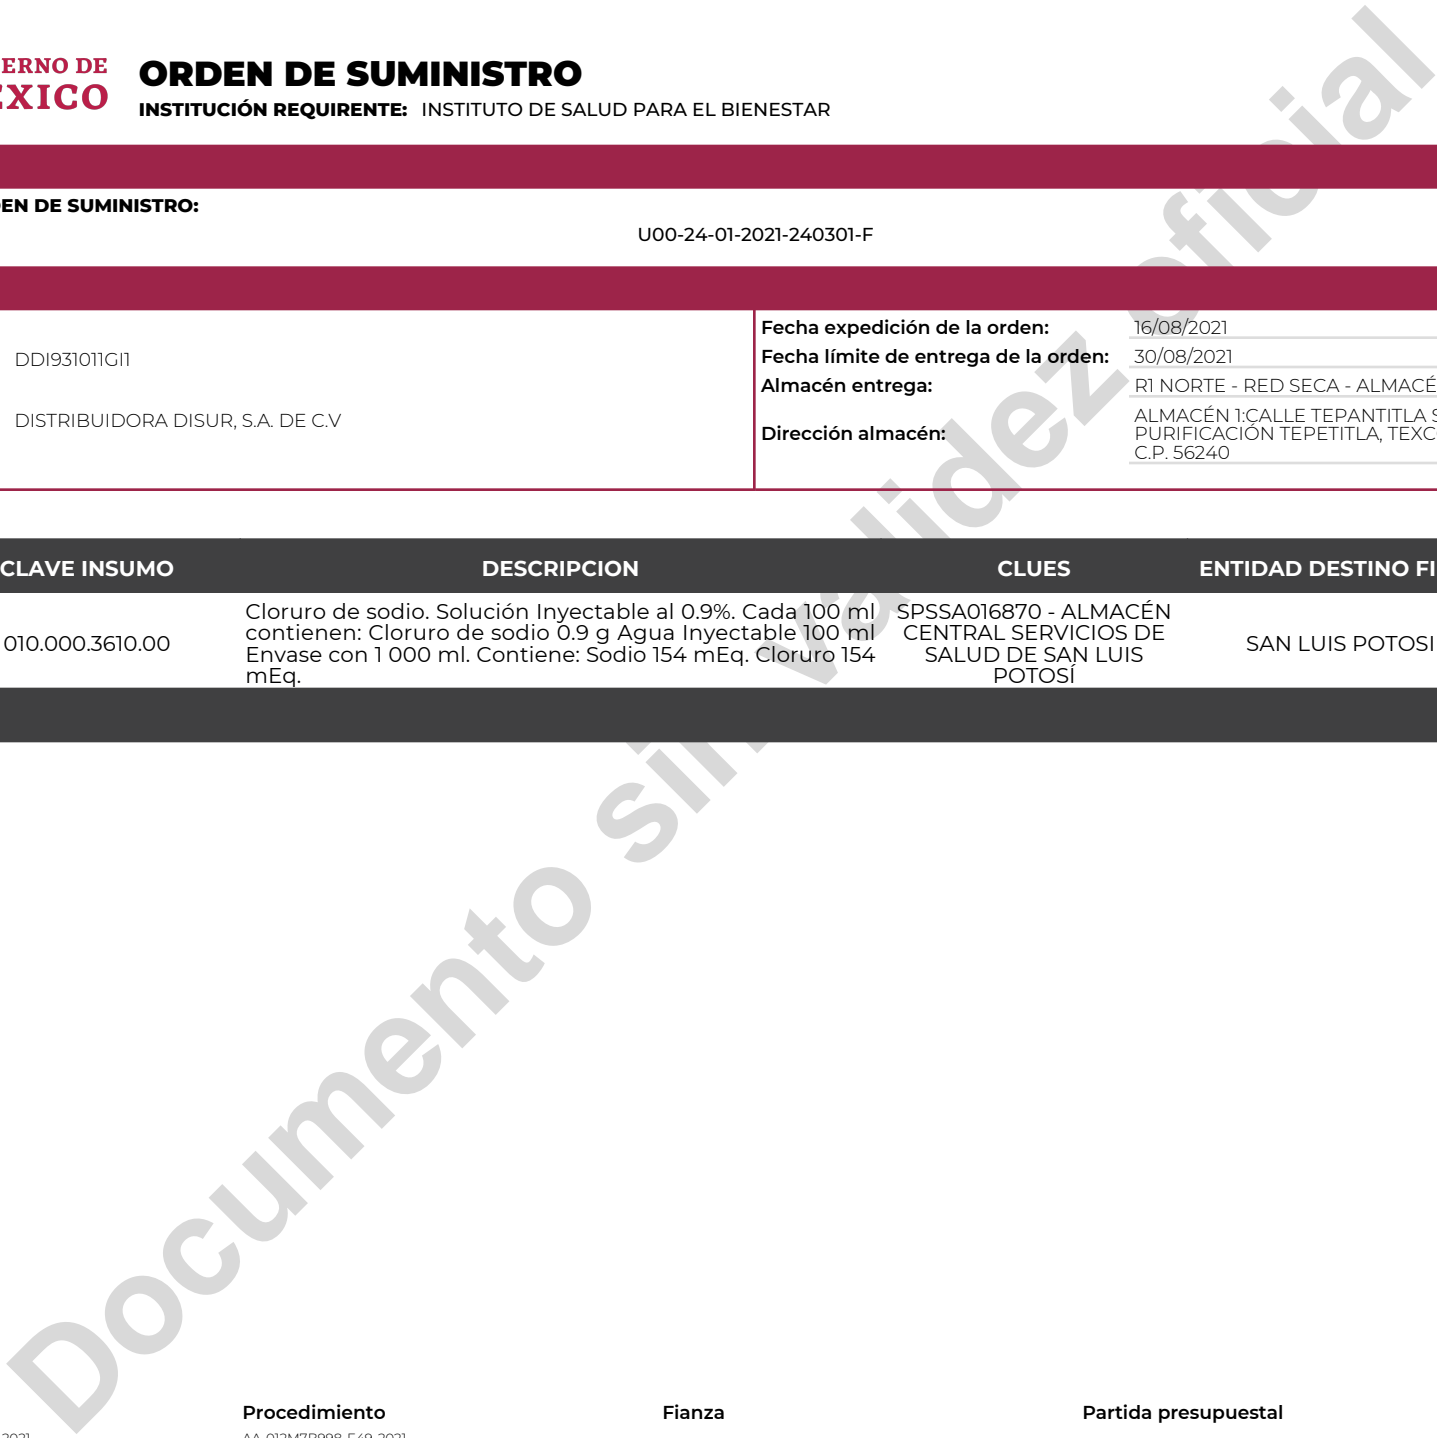 ERNO DE
EXICO
ORDEN DE SUMINISTRO
INSTITUCIÓN REQUIRENTE: INSTITUTO DE SALUD PARA EL BIENESTAR
EN DE SUMINISTRO:
U00-24-01-2021-240301-F
DDI931011GI1
DISTRIBUIDORA DISUR, S.A. DE C.V
Fecha expedición de la orden: 16/08/2021
Fecha límite de entrega de la orden: 30/08/2021
Almacén entrega: R1 NORTE - RED SECA - ALMACÉ
Dirección almacén:
ALMACÉN 1:CALLE TEPANTITLA S
PURIFICACIÓN TEPETITLA, TEXC
C.P. 56240
CLAVE INSUMO DESCRIPCION CLUES ENTIDAD DESTINO FI
010.000.3610.00
Cloruro de sodio. Solución Inyectable al 0.9%. Cada 100 ml
contienen: Cloruro de sodio 0.9 g Agua Inyectable 100 ml
Envase con 1 000 ml. Contiene: Sodio 154 mEq. Cloruro 154
mEq.
SPSSA016870 - ALMACÉN
CENTRAL SERVICIOS DE
SALUD DE SAN LUIS
POTOSÍ
SAN LUIS POTOSI
Documento sin validez oficial
Procedimiento Fianza Partida presupuestal